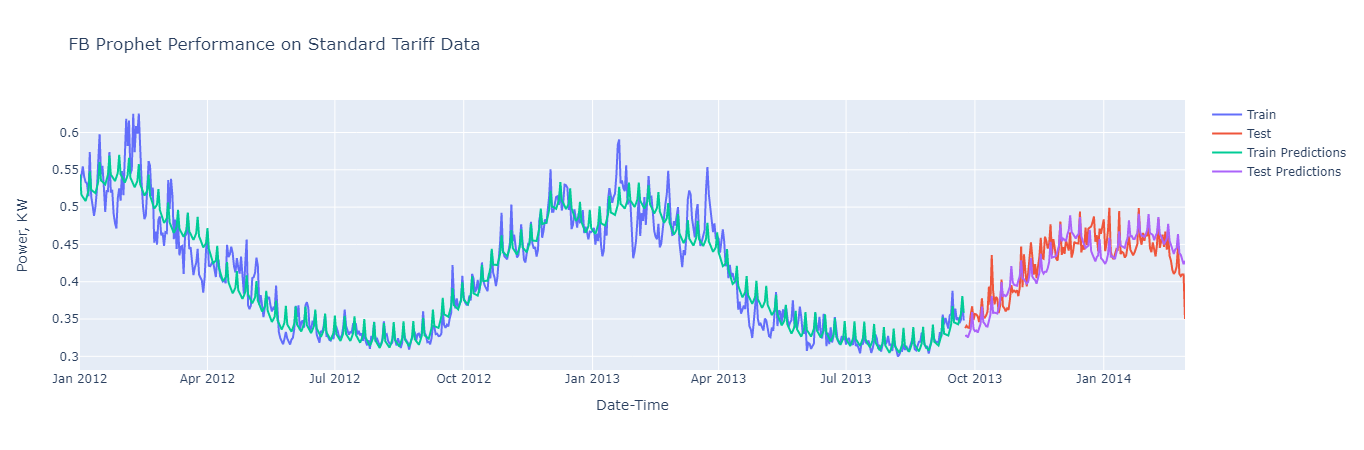 FB Prophet Performance on Standard Tariff Data
Power, KW
0.6
0.55
0.5
0.45
0.4
0.35
0.3
Jan 2012
Apr 2012
Jul 2012
Oct 2012
Jan 2013
Apr 2013
Jul 2013
Oct 2013
Jan 2014
Date-Time
Train
Test
Train Predictions
Test Predictions